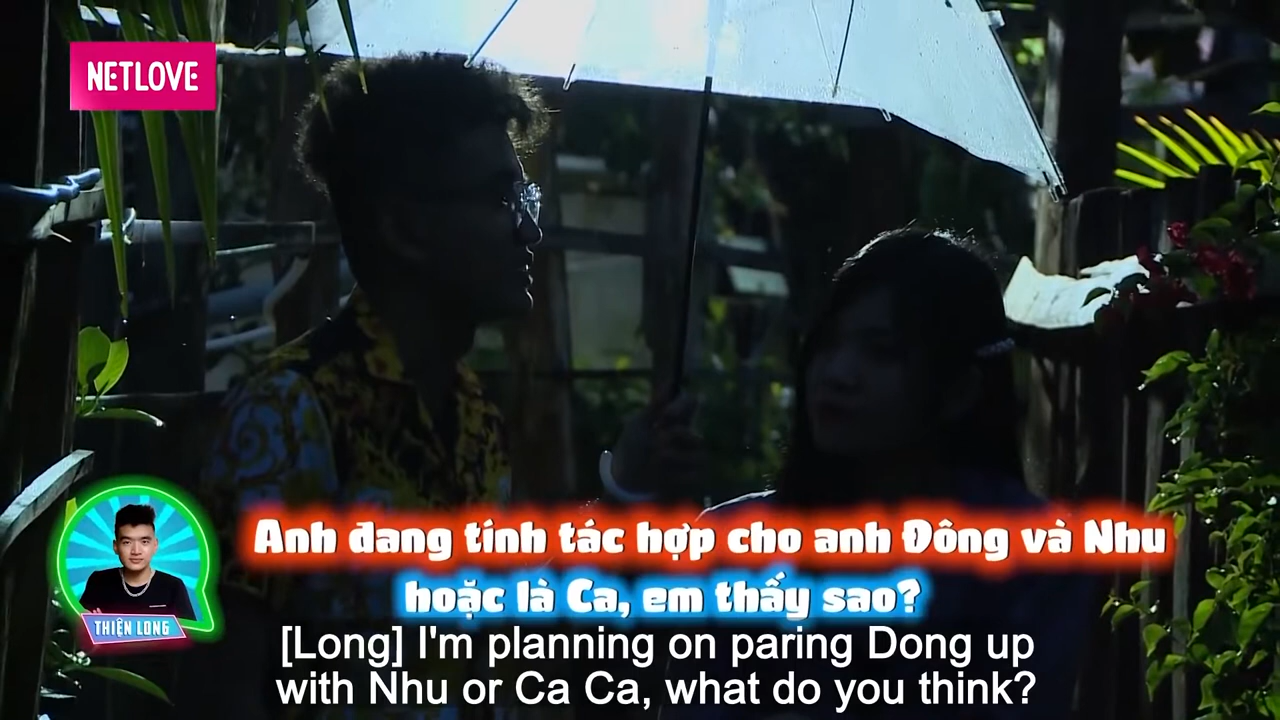 NETLOVE
Anh đang tính tác hợp cho anh Đông và Nhu
hoặc là Ca, em thấy sao?
THIỆN LONG
[Long] I'm planning on paring Dong up
with Nhu or Ca Ca, what do you think?